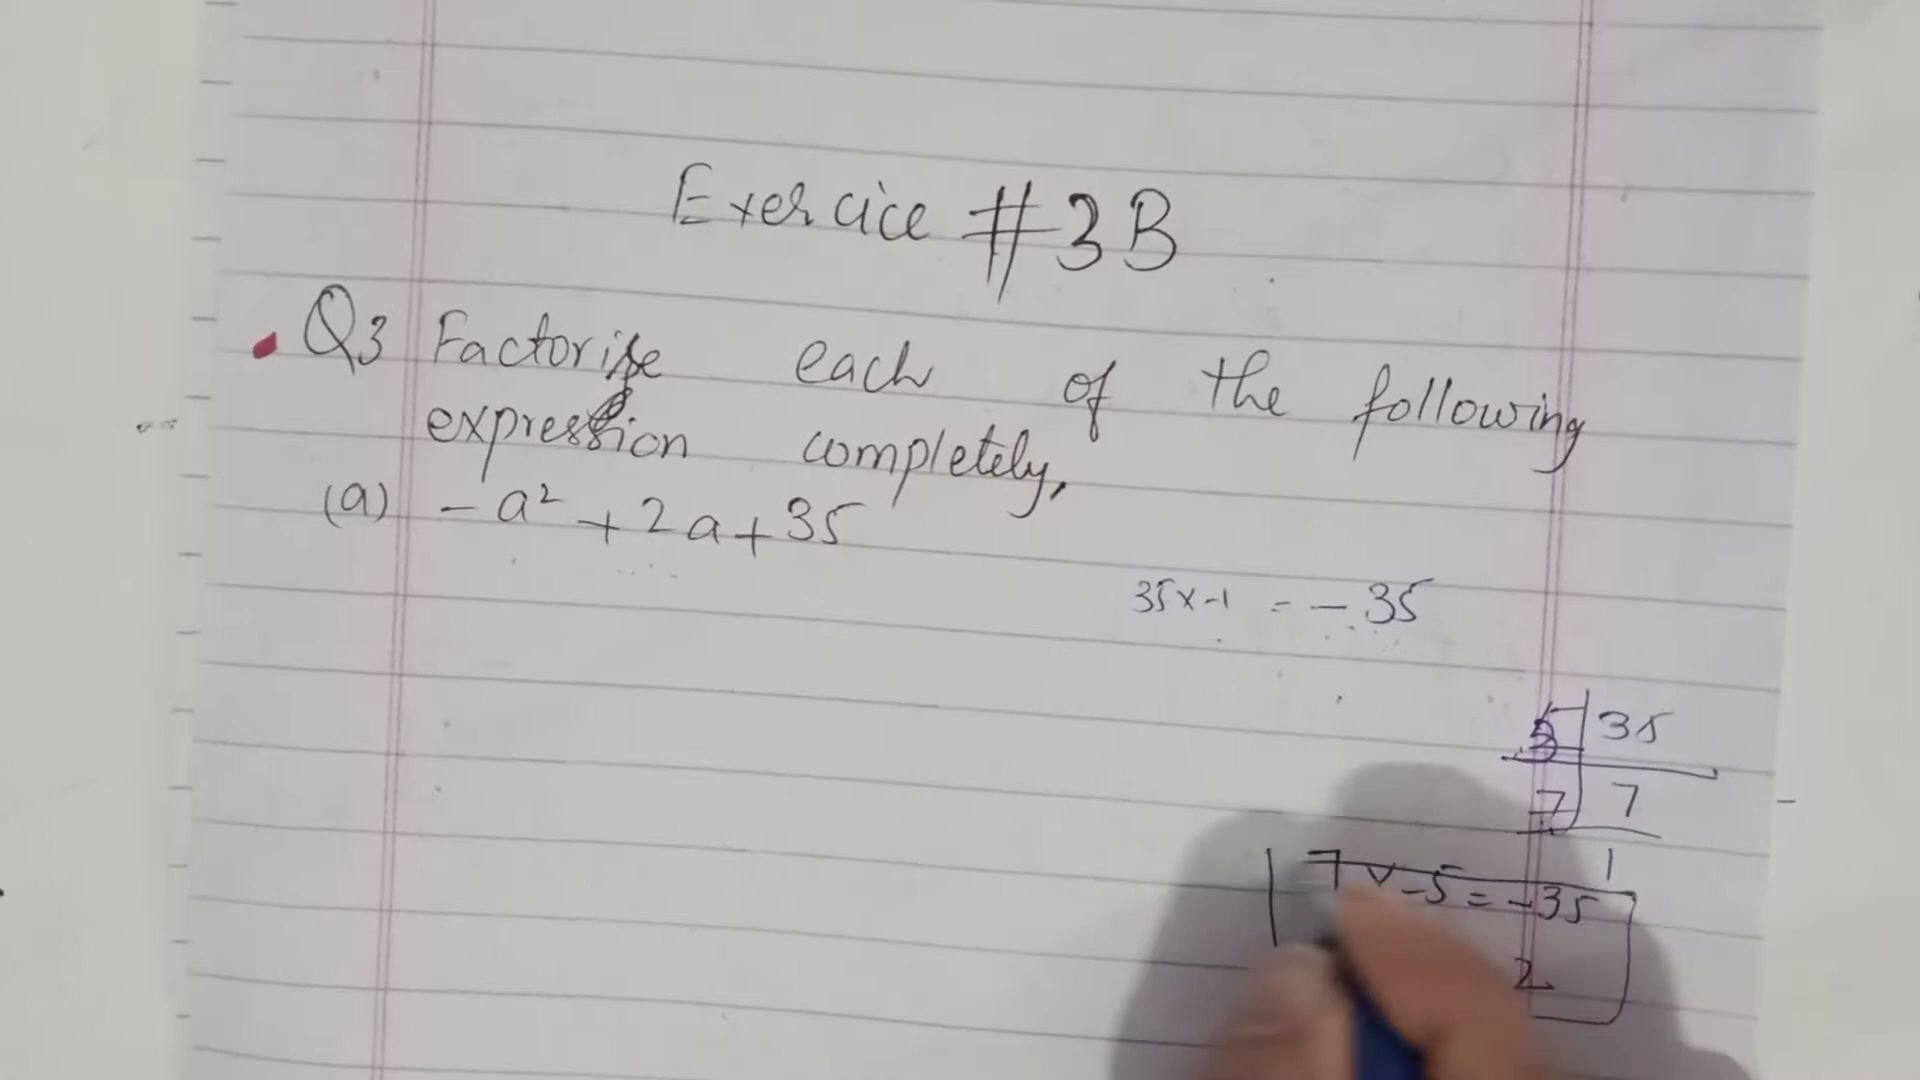 Exercice #3B
Q3 Factorise each of the following
expression completely,
(a) -a² + 2a + 35
35x-1 = -35
5 | 35
7 | 7
1
7 x -5 = -35
2